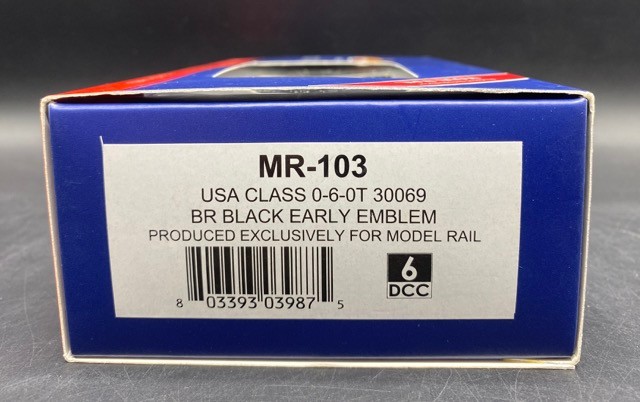 MR-103
USA CLASS 0-6-0T 30069
BR BLACK EARLY EMBLEM
PRODUCED EXCLUSIVELY FOR MODEL RAIL
6
DCC
8 03393 03987 5